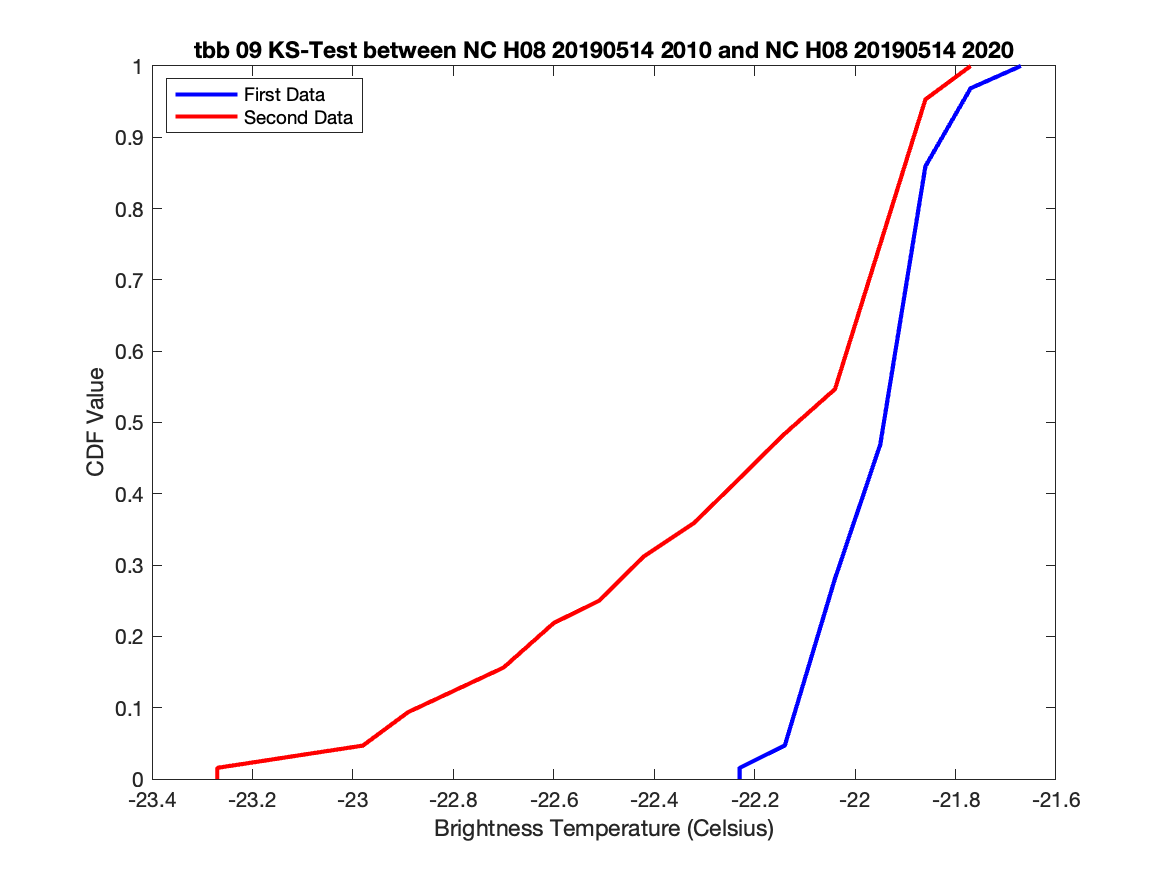 tbb 09 KS-Test between NC H08 20190514 2010 and NC H08 20190514 2020
First Data
Second Data
1
0.9
0.8
0.7
0.6
0.5
0.4
0.3
0.2
0.1
0
CDF Value
-23.4 -23.2 -23 -22.8 -22.6 -22.4 -22.2 -22 -21.8 -21.6
Brightness Temperature (Celsius)